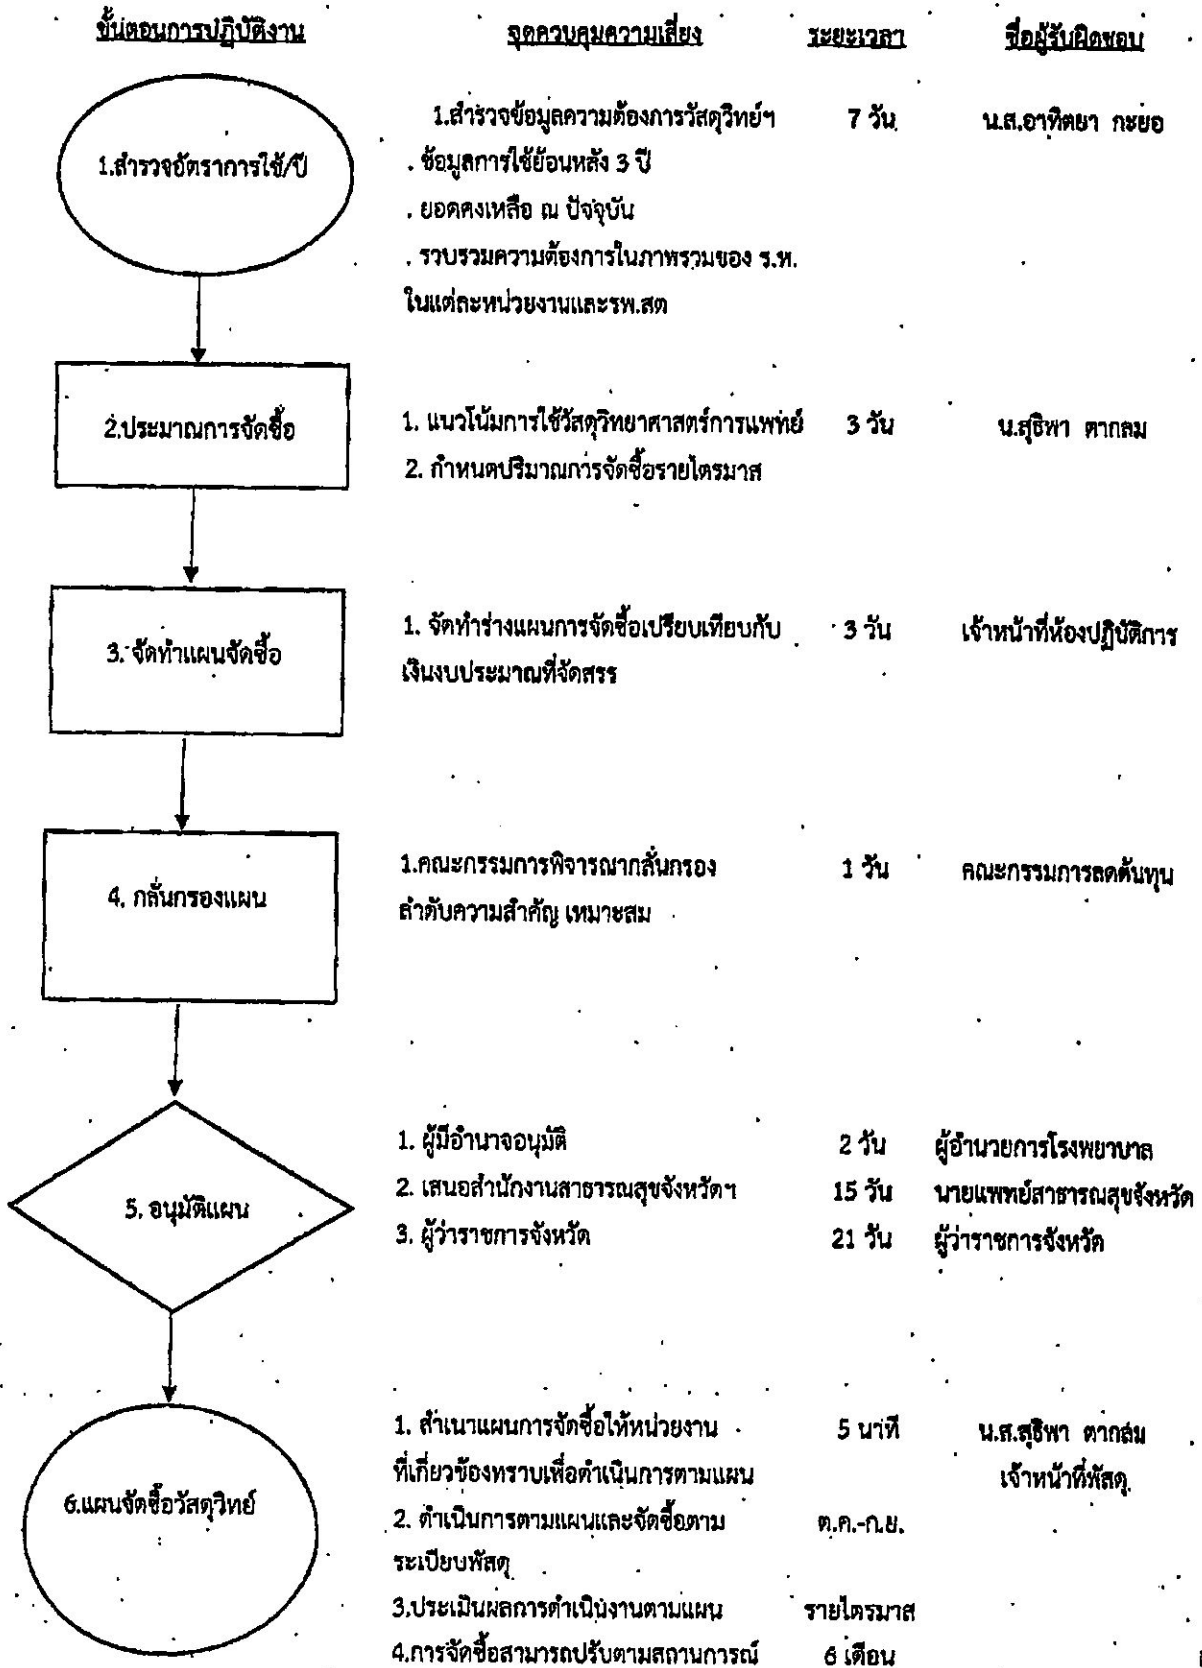 ขั้นตอนการปฏิบัติงาน จุดควบคุมความเสี่ยง ระยะเวลา ชื่อผู้รับผิดชอบ
1.สำรวจอัตราการใช้/ปี
1.สำรวจข้อมูลความต้องการวัสดุวิทย์ฯ 7 วัน น.ส.อาทิตยา กะย่อ
. ข้อมูลการใช้ย้อนหลัง 3 ปี
. ยอดคงเหลือ ณ ปัจจุบัน
. รวบรวมความต้องการในภาพรวมของ ร.พ.
ในแต่ละหน่วยงานและรพ.สต
2.ประมาณการจัดซื้อ
1. แนวโน้มการใช้วัสดุวิทยาศาสตร์การแพทย์ 3 วัน น.สุธิพา ตากลม
2. กำหนดปริมาณการจัดซื้อรายไตรมาส
3. จัดทำแผนจัดซื้อ
1. จัดทำร่างแผนการจัดซื้อเปรียบเทียบกับ 3 วัน เจ้าหน้าที่ห้องปฏิบัติการ
เงินงบประมาณที่จัดสรร
4. กลั่นกรองแผน
1.คณะกรรมการพิจารณากลั่นกรอง 1 วัน คณะกรรมการลดต้นทุน
ลำดับความสำคัญ เหมาะสม
5. อนุมัติแผน
1. ผู้มีอำนาจอนุมัติ 2 วัน ผู้อำนวยการโรงพยาบาล
2. เสนอสำนักงานสาธารณสุขจังหวัดฯ 15 วัน นายแพทย์สาธารณสุขจังหวัด
3. ผู้ว่าราชการจังหวัด 21 วัน ผู้ว่าราชการจังหวัด
6.แผนจัดซื้อวัสดุวิทย์
1. สำเนาแผนการจัดซื้อให้หน่วยงาน 5 นาที น.ส.สุธิพา ตากลม
ที่เกี่ยวข้องทราบเพื่อดำเนินการตามแผน เจ้าหน้าที่พัสดุ
2. ดำเนินการตามแผนและจัดซื้อตาม ต.ค.-ก.ย.
ระเบียบพัสดุ
3.ประเมินผลการดำเนินงานตามแผน รายไตรมาส
4.การจัดซื้อสามารถปรับตามสถานการณ์ 6 เดือน